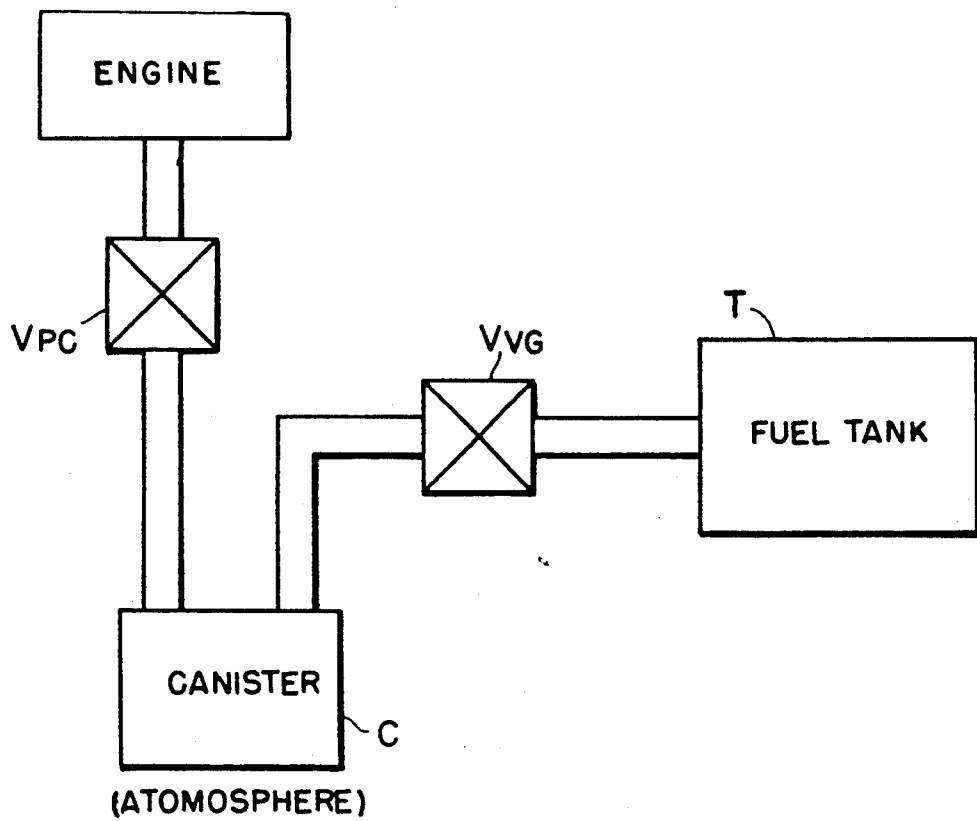 ENGINE
VPC
VVG
T
FUEL TANK
CANISTER
C
(ATOMOSPHERE)